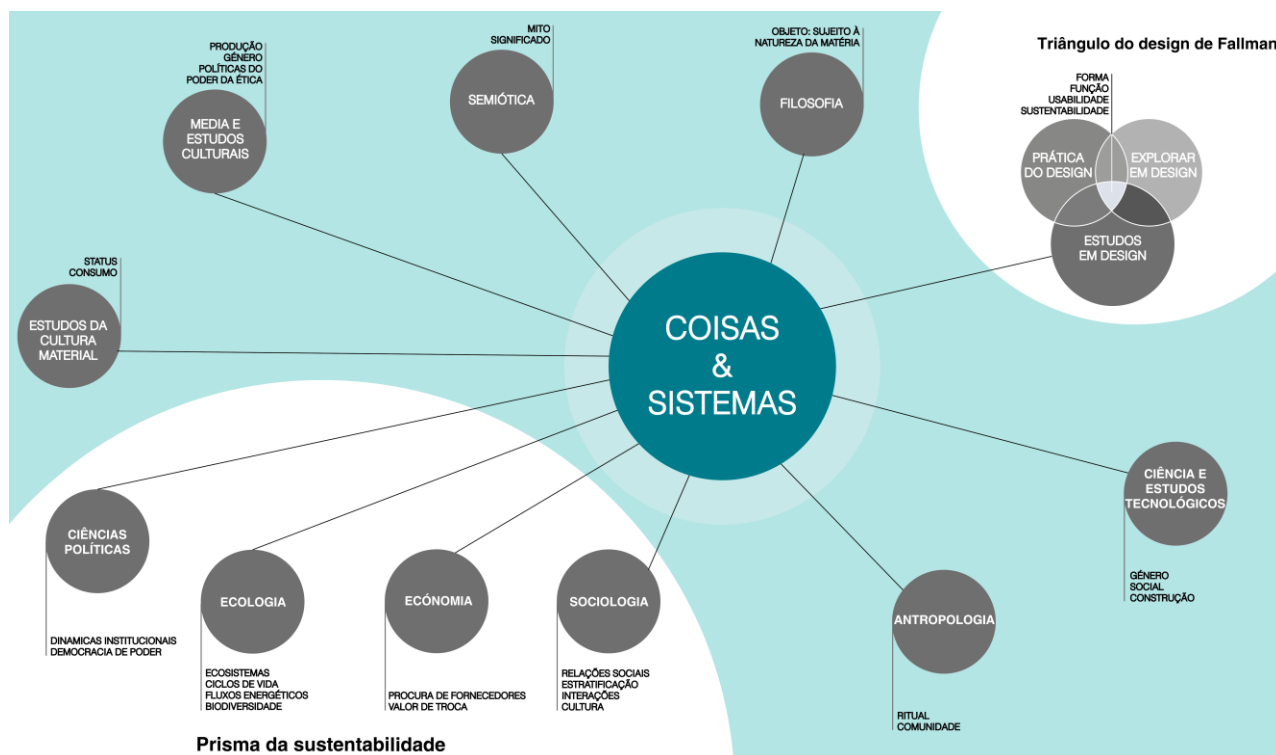 PRODUÇÃO
GÉNERO
POLÍTICAS DO
PODER DA ÉTICA
MEDIA E
ESTUDOS
CULTURAIS
MITO
SIGNIFICADO
SEMIÓTICA
OBJETO: SUJEITO À
NATUREZA DA MATÉRIA
FILOSOFIA
Triângulo do design de Fallman
FORMA
FUNÇÃO
USABILIDADE
SUSTENTABILIDADE
PRÁTICA
DO DESIGN
EXPLORAR
EM DESIGN
ESTUDOS
EM DESIGN
STATUS
CONSUMO
ESTUDOS DA
CULTURA
MATERIAL
COISAS
&
SISTEMAS
CIÊNCIA E
ESTUDOS
TECNOLÓGICOS
GÉNERO
SOCIAL
CONSTRUÇÃO
CIÊNCIAS
POLÍTICAS
DINAMICAS INSTITUCIONAIS
DEMOCRACIA DE PODER
ECOLOGIA
ECOSISTEMAS
CICLOS DE VIDA
FLUXOS ENERGÉTICOS
BIODIVERSIDADE
ECÓNOMIA
PROCURA DE FORNECEDORES
VALOR DE TROCA
SOCIOLOGIA
RELAÇÕES SOCIAIS
ESTRATIFICAÇÃO
INTERAÇÕES
CULTURA
ANTROPOLOGIA
RITUAL
COMUNIDADE
Prisma da sustentabilidade